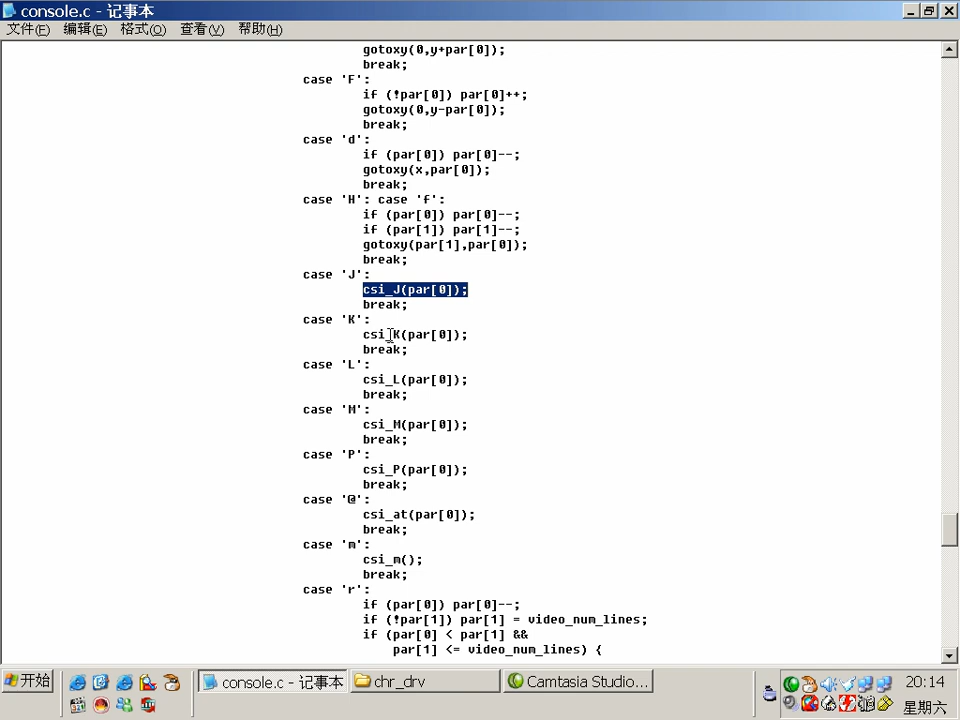 console.c - 记事本
文件(F) 编辑(E) 格式(O) 查看(V) 帮助(H)
gotoxy(0,y+par[0]);
break;
case 'F':
if (!par[0]) par[0]++;
gotoxy(0,y-par[0]);
break;
case 'd':
if (par[0]) par[0]--;
gotoxy(x,par[0]);
break;
case 'H': case 'f':
if (par[0]) par[0]--;
if (par[1]) par[1]--;
gotoxy(par[1],par[0]);
break;
case 'J':
csi_J(par[0]);
break;
case 'K':
csi_K(par[0]);
break;
case 'L':
csi_L(par[0]);
break;
case 'M':
csi_M(par[0]);
break;
case 'P':
csi_P(par[0]);
break;
case '@':
csi_at(par[0]);
break;
case 'm':
csi_m();
break;
case 'r':
if (par[0]) par[0]--;
if (!par[1]) par[1] = video_num_lines;
if (par[0] < par[1] &&
par[1] <= video_num_lines) {
开始 console.c - 记事本 chr_drv Camtasia Studio... 20:14
星期六